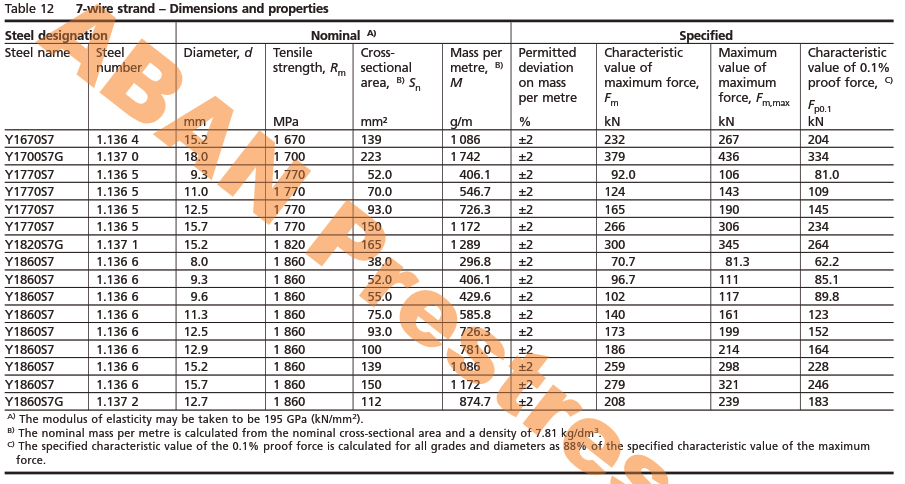 Table 12 7-wire strand – Dimensions and properties
Steel designation Nominal A) Specified
Steel name Steel number Diameter, d Tensile strength, Rm Cross-sectional area, B) Sn Mass per metre, B) M Permitted deviation on mass per metre Characteristic value of maximum force, Fm Maximum value of maximum force, Fm,max Characteristic value of 0.1% proof force, C) Fp0.1
mm MPa mm² g/m % kN kN kN
Y1670S7 1.136 4 15.2 1 670 139 1 086 ±2 232 267 204
Y1700S7G 1.137 0 18.0 1 700 223 1 742 ±2 379 436 334
Y1770S7 1.136 5 9.3 1 770 52.0 406.1 ±2 92.0 106 81.0
Y1770S7 1.136 5 11.0 1 770 70.0 546.7 ±2 124 143 109
Y1770S7 1.136 5 12.5 1 770 93.0 726.3 ±2 165 190 145
Y1770S7 1.136 5 15.7 1 770 150 1 172 ±2 266 306 234
Y1820S7G 1.137 1 15.2 1 820 165 1 289 ±2 300 345 264
Y1860S7 1.136 6 8.0 1 860 38.0 296.8 ±2 70.7 81.3 62.2
Y1860S7 1.136 6 9.3 1 860 52.0 406.1 ±2 96.7 111 85.1
Y1860S7 1.136 6 9.6 1 860 55.0 429.6 ±2 102 117 89.8
Y1860S7 1.136 6 11.3 1 860 75.0 585.8 ±2 140 161 123
Y1860S7 1.136 6 12.5 1 860 93.0 726.3 ±2 173 199 152
Y1860S7 1.136 6 12.9 1 860 100 781.0 ±2 186 214 164
Y1860S7 1.136 6 15.2 1 860 139 1 086 ±2 259 298 228
Y1860S7 1.136 6 15.7 1 860 150 1 172 ±2 279 321 246
Y1860S7G 1.137 2 12.7 1 860 112 874.7 ±2 208 239 183
A) The modulus of elasticity may be taken to be 195 GPa (kN/mm²).
B) The nominal mass per metre is calculated from the nominal cross-sectional area and a density of 7.81 kg/dm³.
C) The specified characteristic value of the 0.1% proof force is calculated for all grades and diameters as 88% of the specified characteristic value of the maximum
force.
ABAN Prestres